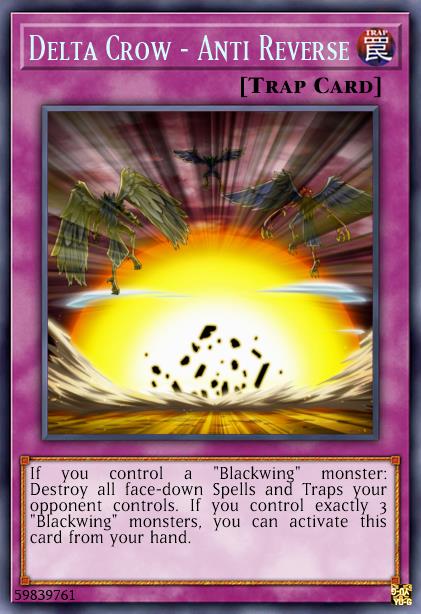 Delta Crow - Anti Reverse
TRAP
罠
[Trap Card]
If you control a "Blackwing" monster:
Destroy all face-down Spells and Traps your
opponent controls. If you control exactly 3
"Blackwing" monsters, you can activate this
card from your hand.
59839761